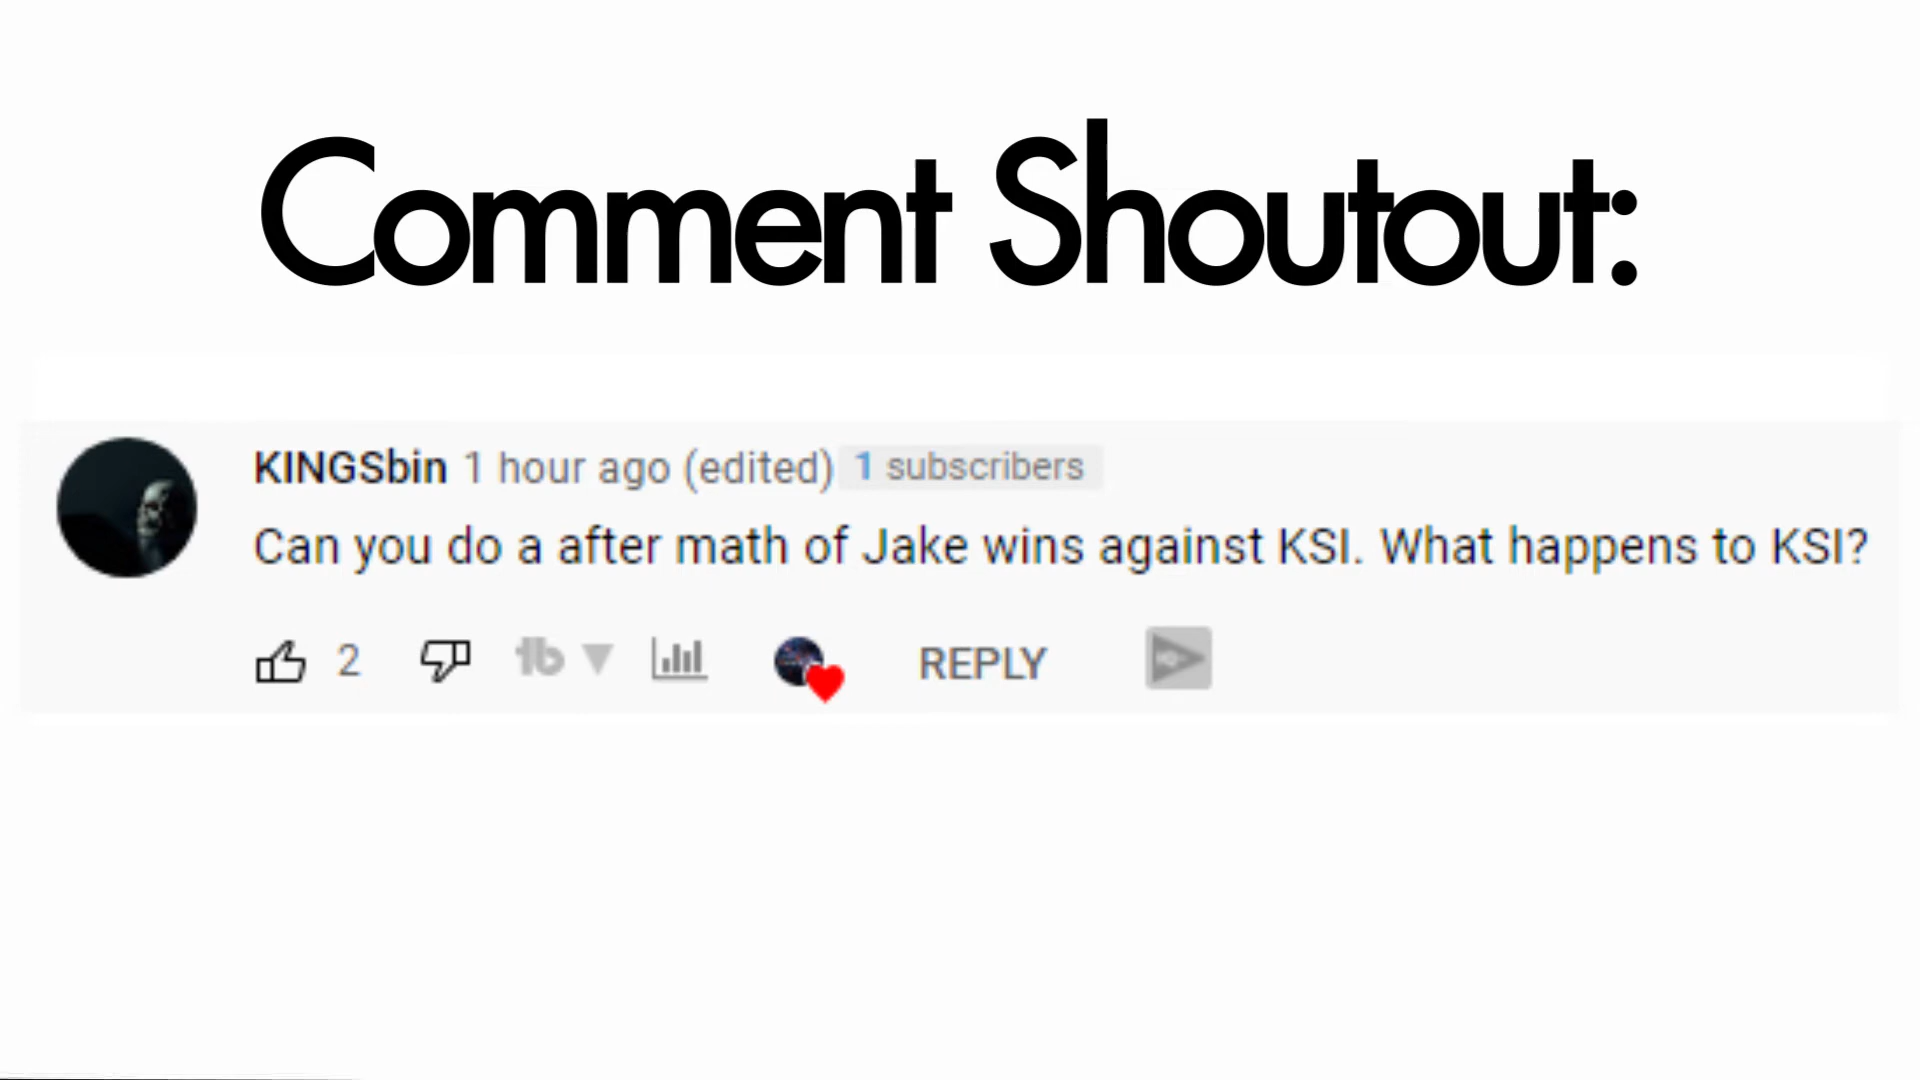 Comment Shoutout:
KINGSbin 1 hour ago (edited) 1 subscribers
Can you do a after math of Jake wins against KSI. What happens to KSI?
2 tb REPLY